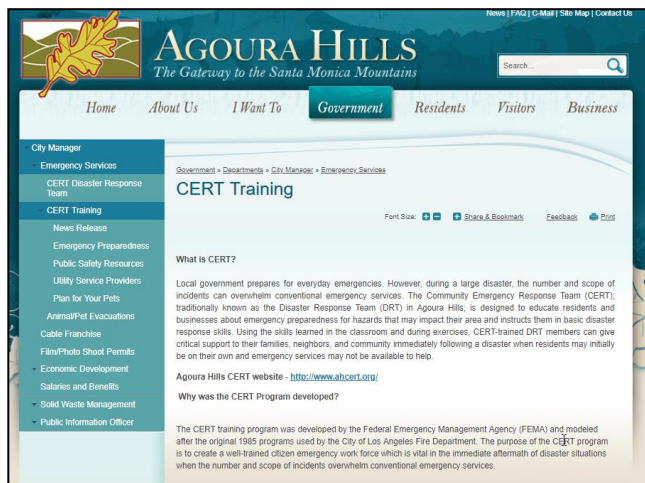 News | FAQ | C-Mail | Site Map | Contact Us
AGOURA HILLS
The Gateway to the Santa Monica Mountains
Search...
Home About Us I Want To Government Residents Visitors Business
City Manager
Emergency Services
CERT Disaster Response
Team
CERT Training
News Release
Emergency Preparedness
Public Safety Resources
Utility Service Providers
Plan for Your Pets
Animal/Pet Evacuations
Cable Franchise
Film/Photo Shoot Permits
Economic Development
Salaries and Benefits
Solid Waste Management
Public Information Officer
Government » Departments » City Manager » Emergency Services
CERT Training
Font Size: + - + Share & Bookmark Feedback Print
What is CERT?
Local government prepares for everyday emergencies. However, during a large disaster, the number and scope of
incidents can overwhelm conventional emergency services. The Community Emergency Response Team (CERT);
traditionally known as the Disaster Response Team (DRT) in Agoura Hills; is designed to educate residents and
businesses about emergency preparedness for hazards that may impact their area and instructs them in basic disaster
response skills. Using the skills learned in the classroom and during exercises, CERT-trained DRT members can give
critical support to their families, neighbors, and community immediately following a disaster when residents may initially
be on their own and emergency services may not be available to help.
Agoura Hills CERT website - http://www.ahcert.org/
Why was the CERT Program developed?
The CERT training program was developed by the Federal Emergency Management Agency (FEMA) and modeled
after the original 1985 programs used by the City of Los Angeles Fire Department. The purpose of the CERT program
is to create a well-trained citizen emergency work force which is vital in the immediate aftermath of disaster situations
when the number and scope of incidents overwhelm conventional emergency services.